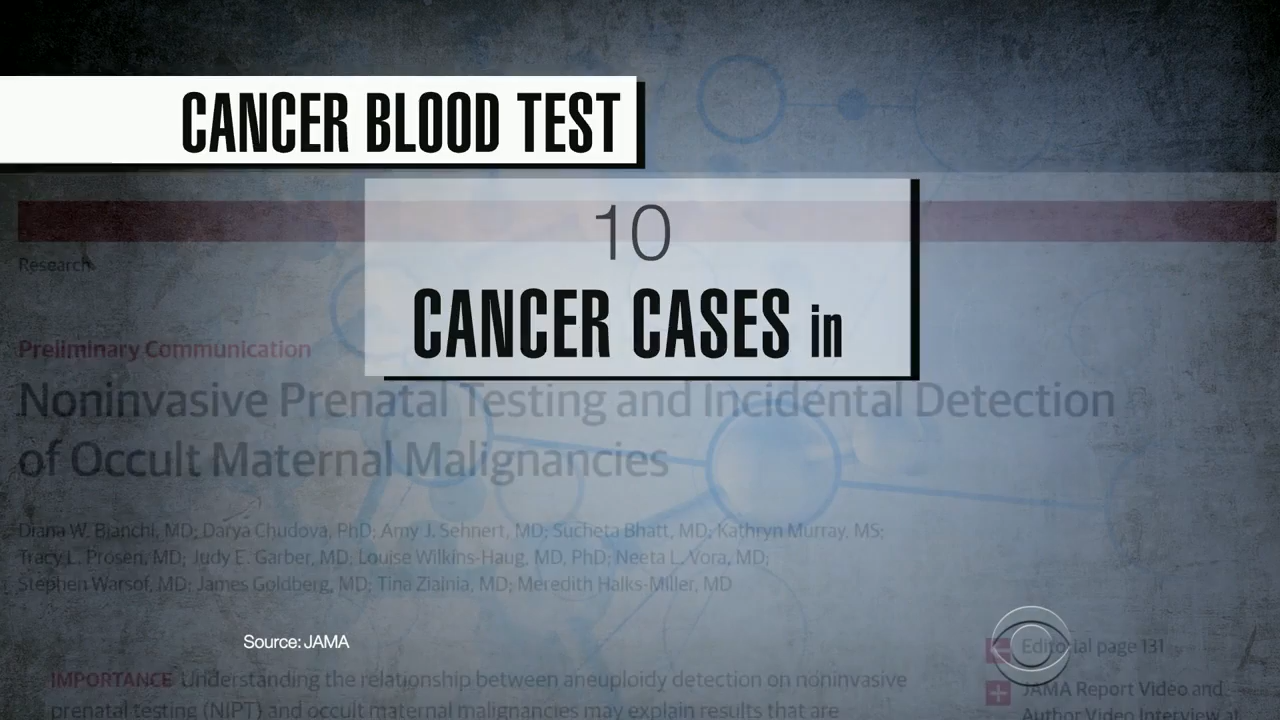 CANCER BLOOD TEST
10
CANCER CASES in
Research
Preliminary Communication
Noninvasive Prenatal Testing and Incidental Detection
of Occult Maternal Malignancies
Diana W. Bianchi, MD; Darya Chudova, PhD; Amy J. Sehnert, MD; Sucheta Bhatt, MD; Kathryn Murray, MS;
Tracy L. Prosen, MD; Judy E. Garber, MD; Louise Wilkins-Haug, MD, PhD; Neeta L. Vora, MD;
Stephen Warsof, MD; James Goldberg, MD; Tina Ziainia, MD; Meredith Halks-Miller, MD
Source: JAMA
Editorial page 131
IMPORTANCE Understanding the relationship between aneuploidy detection on noninvasive
JAMA Report Video and
prenatal testing (NIPT) and occult maternal malignancies may explain results that are
Author Video Interview at